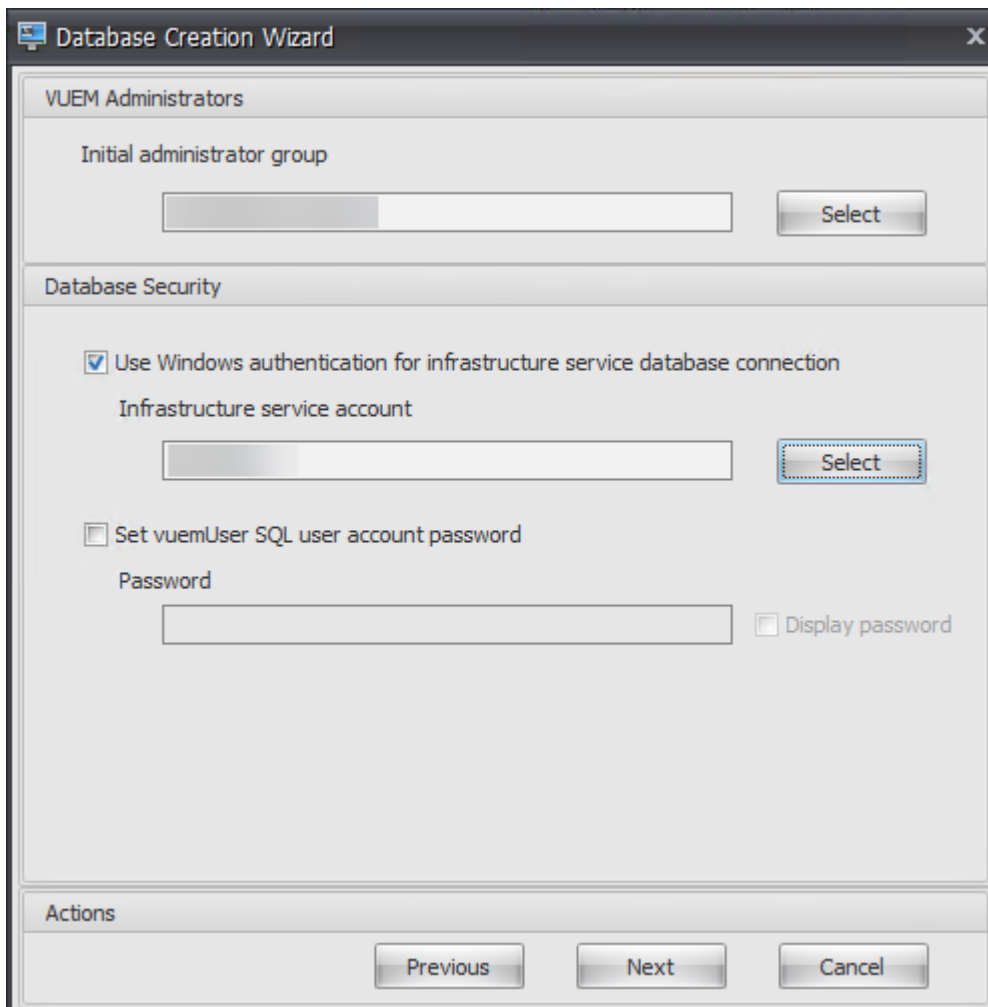 Database Creation Wizard
VUEM Administrators
Initial administrator group
Select
Database Security
Use Windows authentication for infrastructure service database connection
Infrastructure service account
Select
Set vuemUser SQL user account password
Password
Display password
Actions
Previous Next Cancel